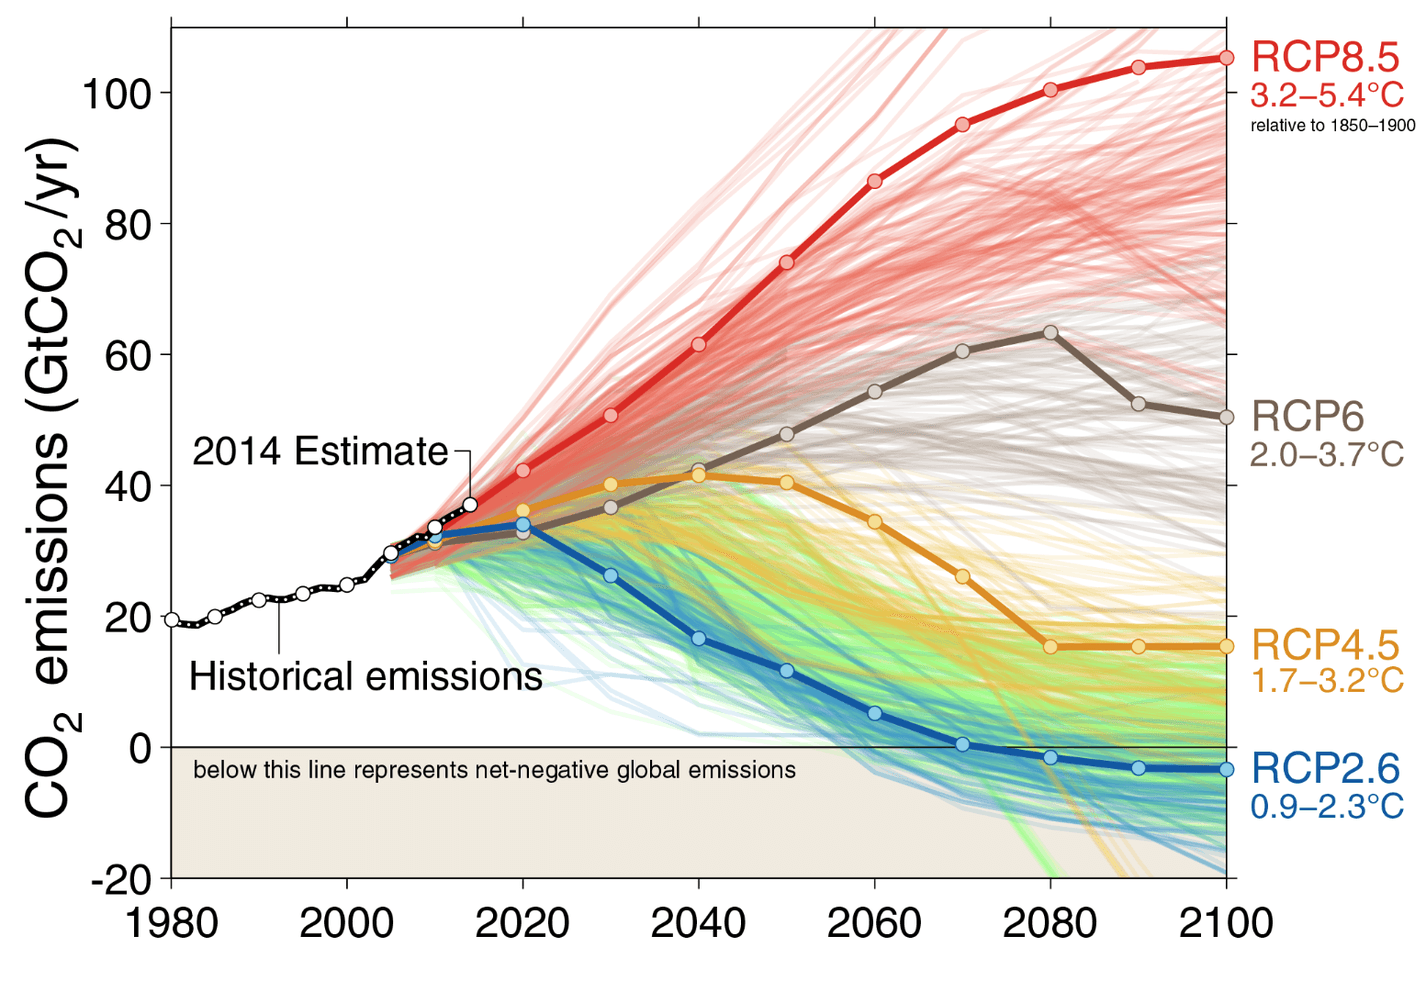 CO2 emissions (GtCO2/yr)
100
80
60
40
20
0
-20
1980 2000 2020 2040 2060 2080 2100
2014 Estimate
Historical emissions
below this line represents net-negative global emissions
RCP8.5
3.2–5.4°C
relative to 1850–1900
RCP6
2.0–3.7°C
RCP4.5
1.7–3.2°C
RCP2.6
0.9–2.3°C